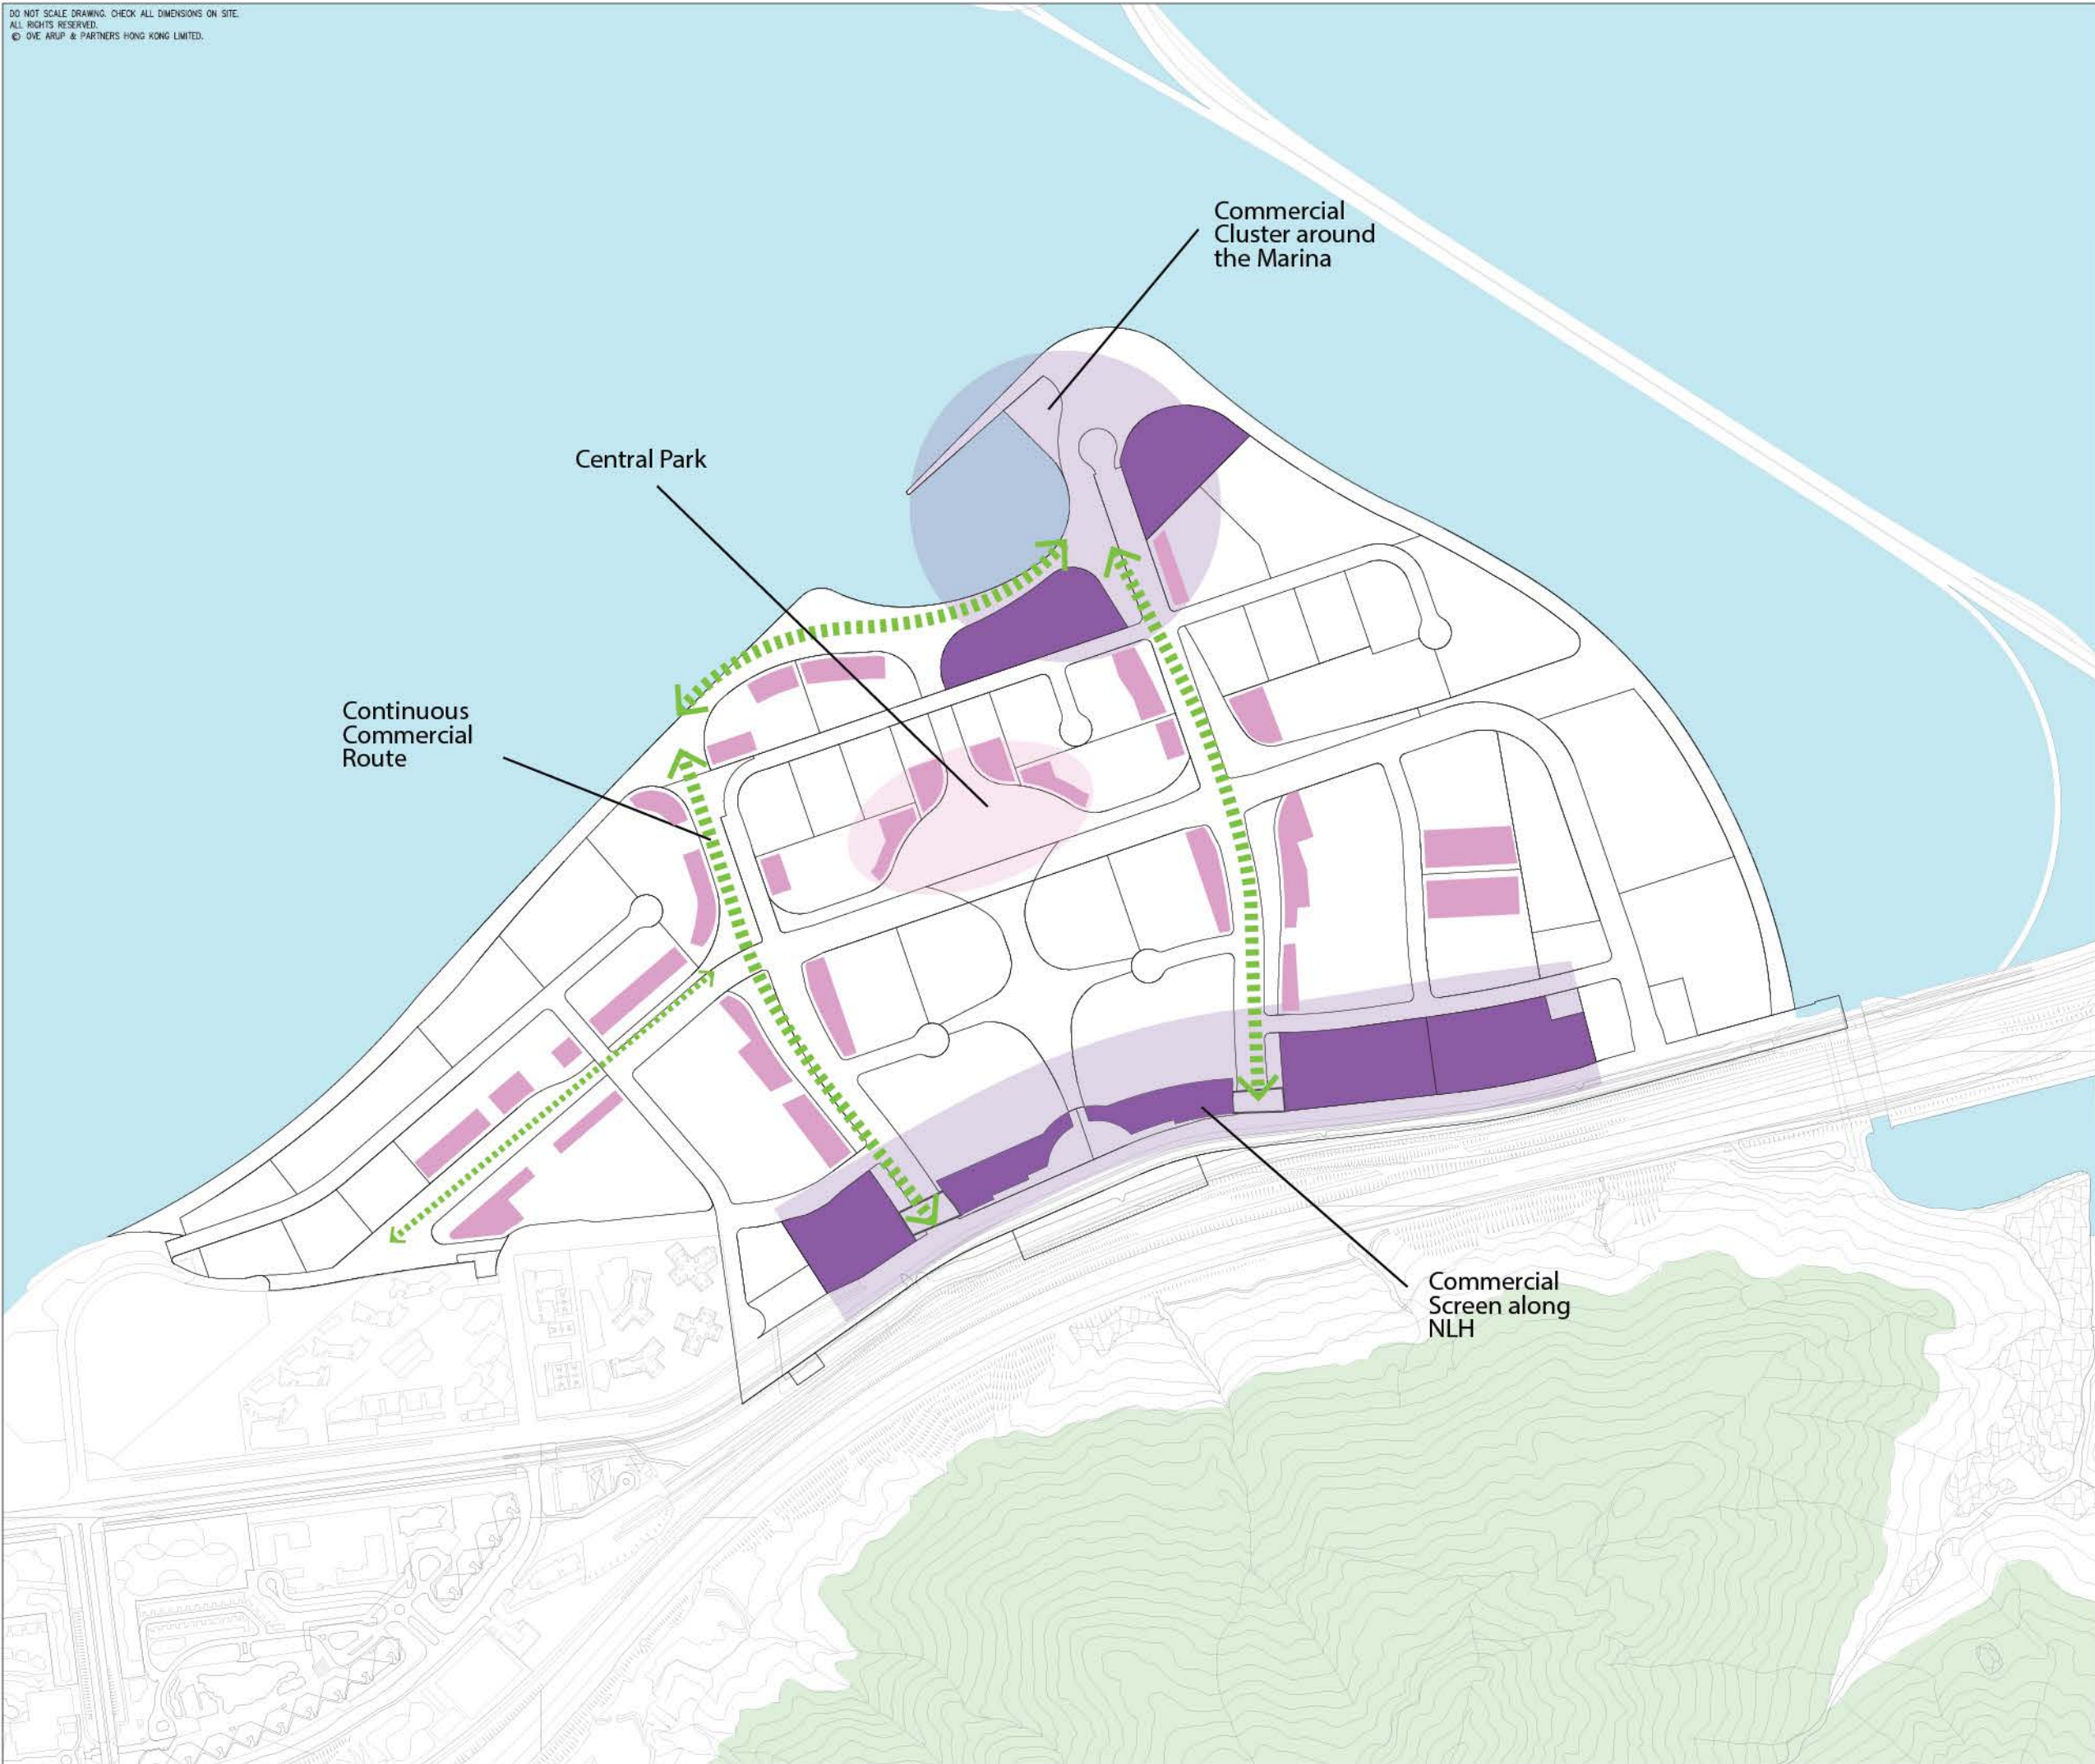 DO NOT SCALE DRAWING. CHECK ALL DIMENSIONS ON SITE.
ALL RIGHTS RESERVED.
© OVE ARUP & PARTNERS HONG KONG LIMITED.
Commercial
Cluster around
the Marina
Central Park
Continuous
Commercial
Route
Commercial
Screen along
NLH